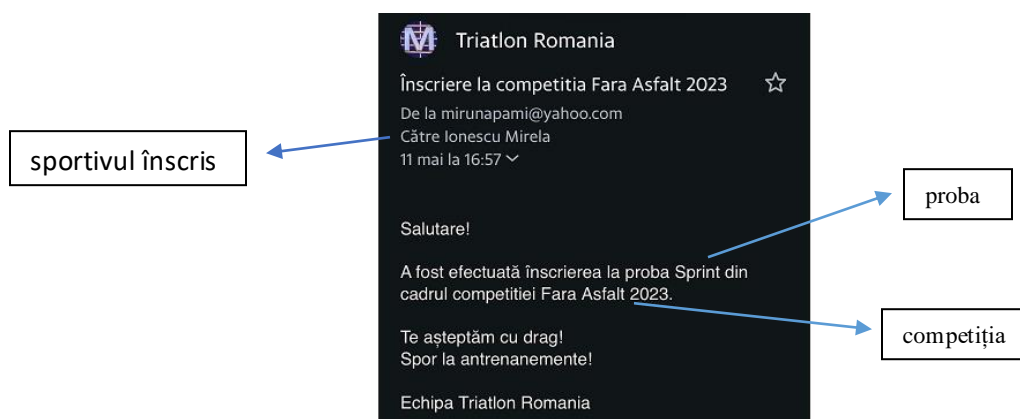 M
Triatlon Romania
Înscriere la competitia Fara Asfalt 2023
De la mirunapami@yahoo.com
Către Ionescu Mirela
11 mai la 16:57
sportivul înscris
proba
Salutare!
A fost efectuată înscrierea la proba Sprint din
cadrul competitiei Fara Asfalt 2023.
competiția
Te așteptăm cu drag!
Spor la antrenanemente!
Echipa Triatlon Romania